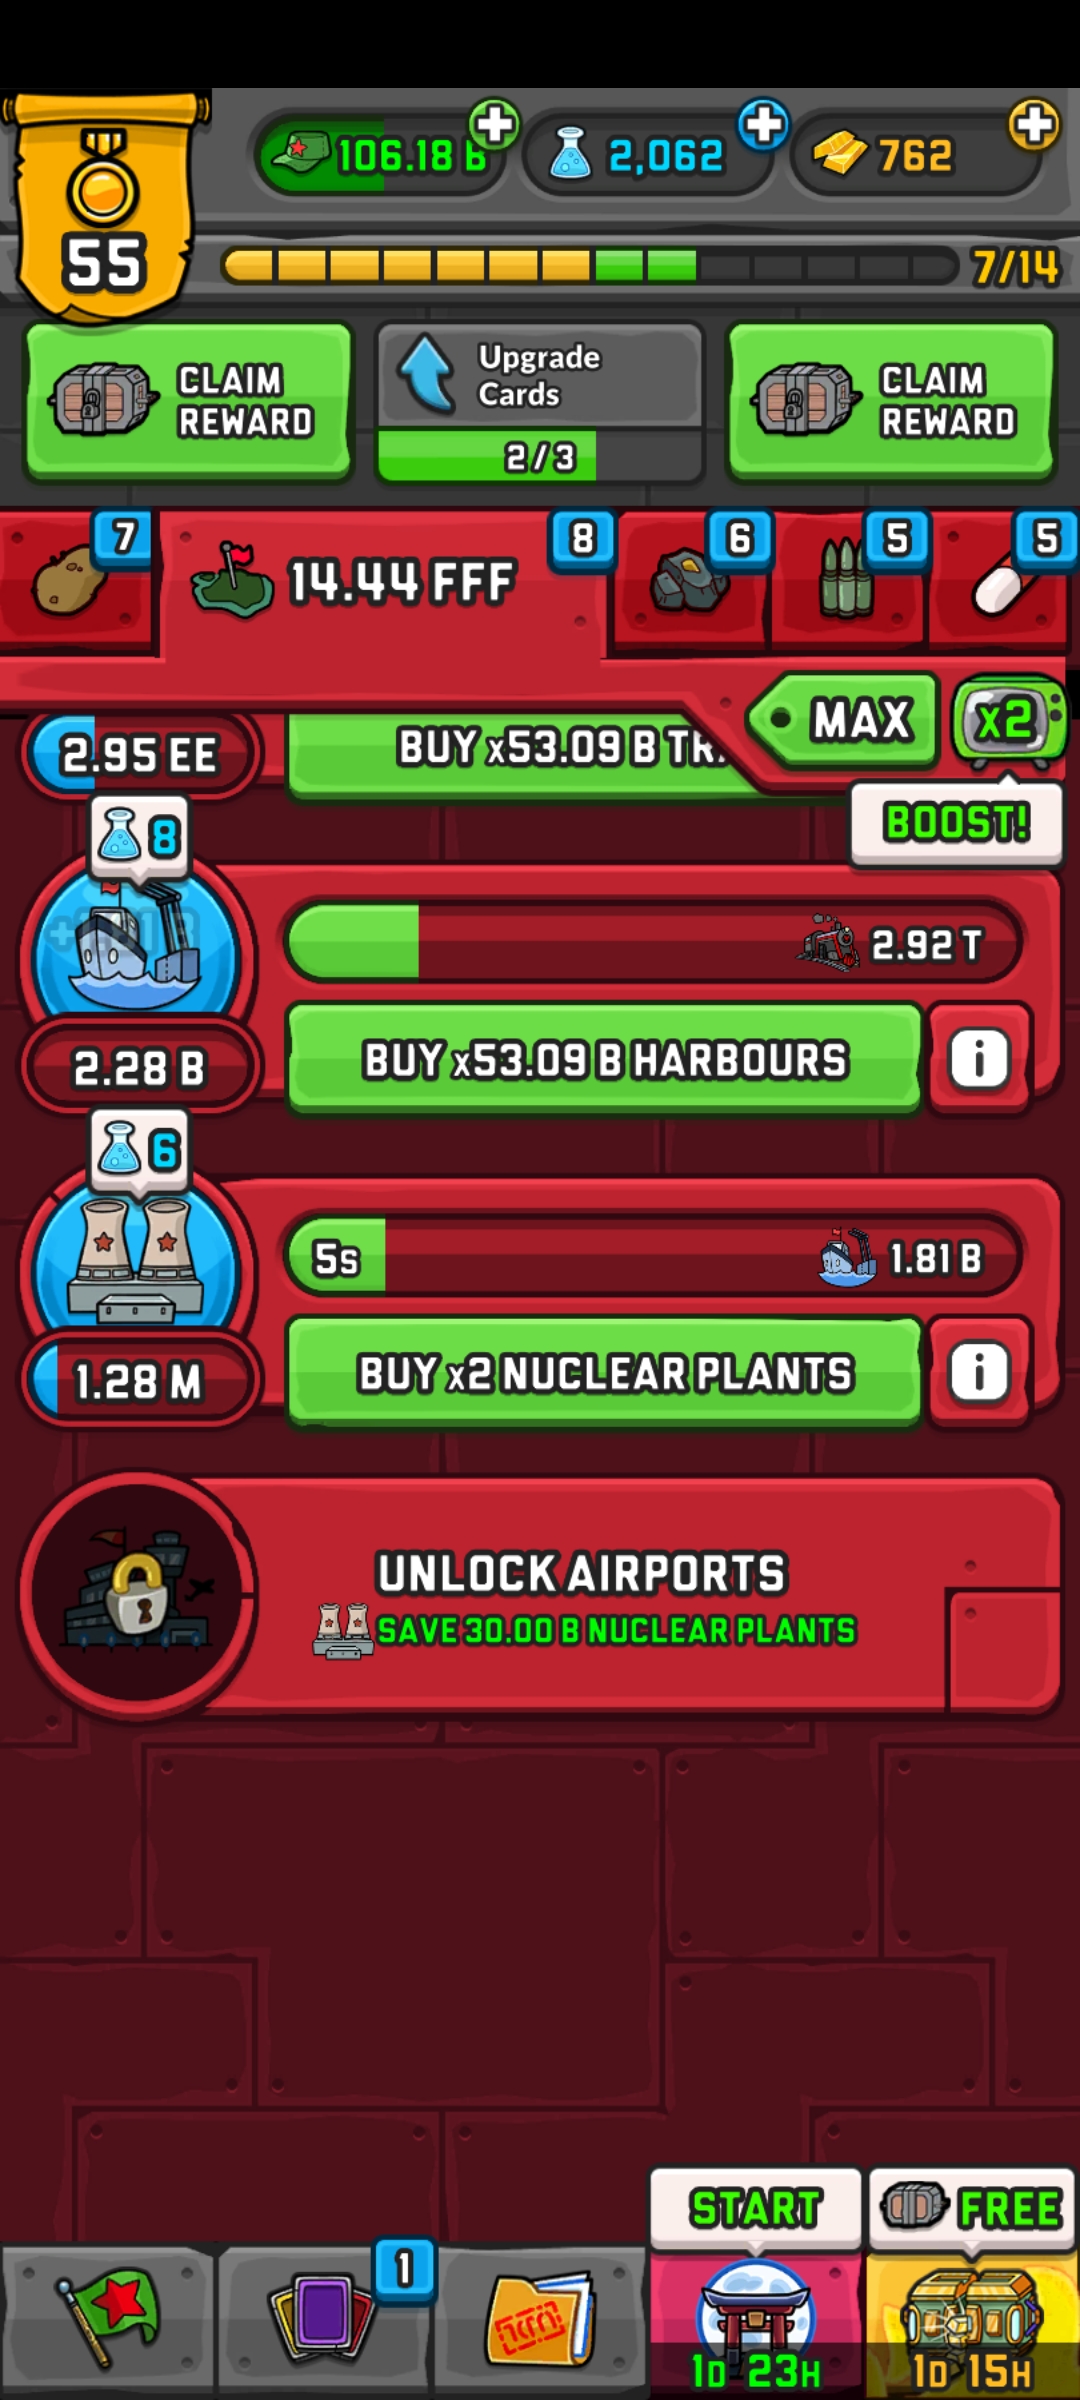 106.18 B
2,062
762
55
7/14
CLAIM
REWARD
Upgrade
Cards
2/3
CLAIM
REWARD
7
14.44 FFF
8
6
5
5
MAX
x2
BOOST!
2.95 EE
BUY x53.09 B
8
2.92 T
BUY x53.09 B HARBOURS
i
2.28 B
6
5s
1.81 B
BUY x2 NUCLEAR PLANTS
i
1.28 M
UNLOCK AIRPORTS
SAVE 30.00 B NUCLEAR PLANTS
START
FREE
1
1D 23H
1D 15H